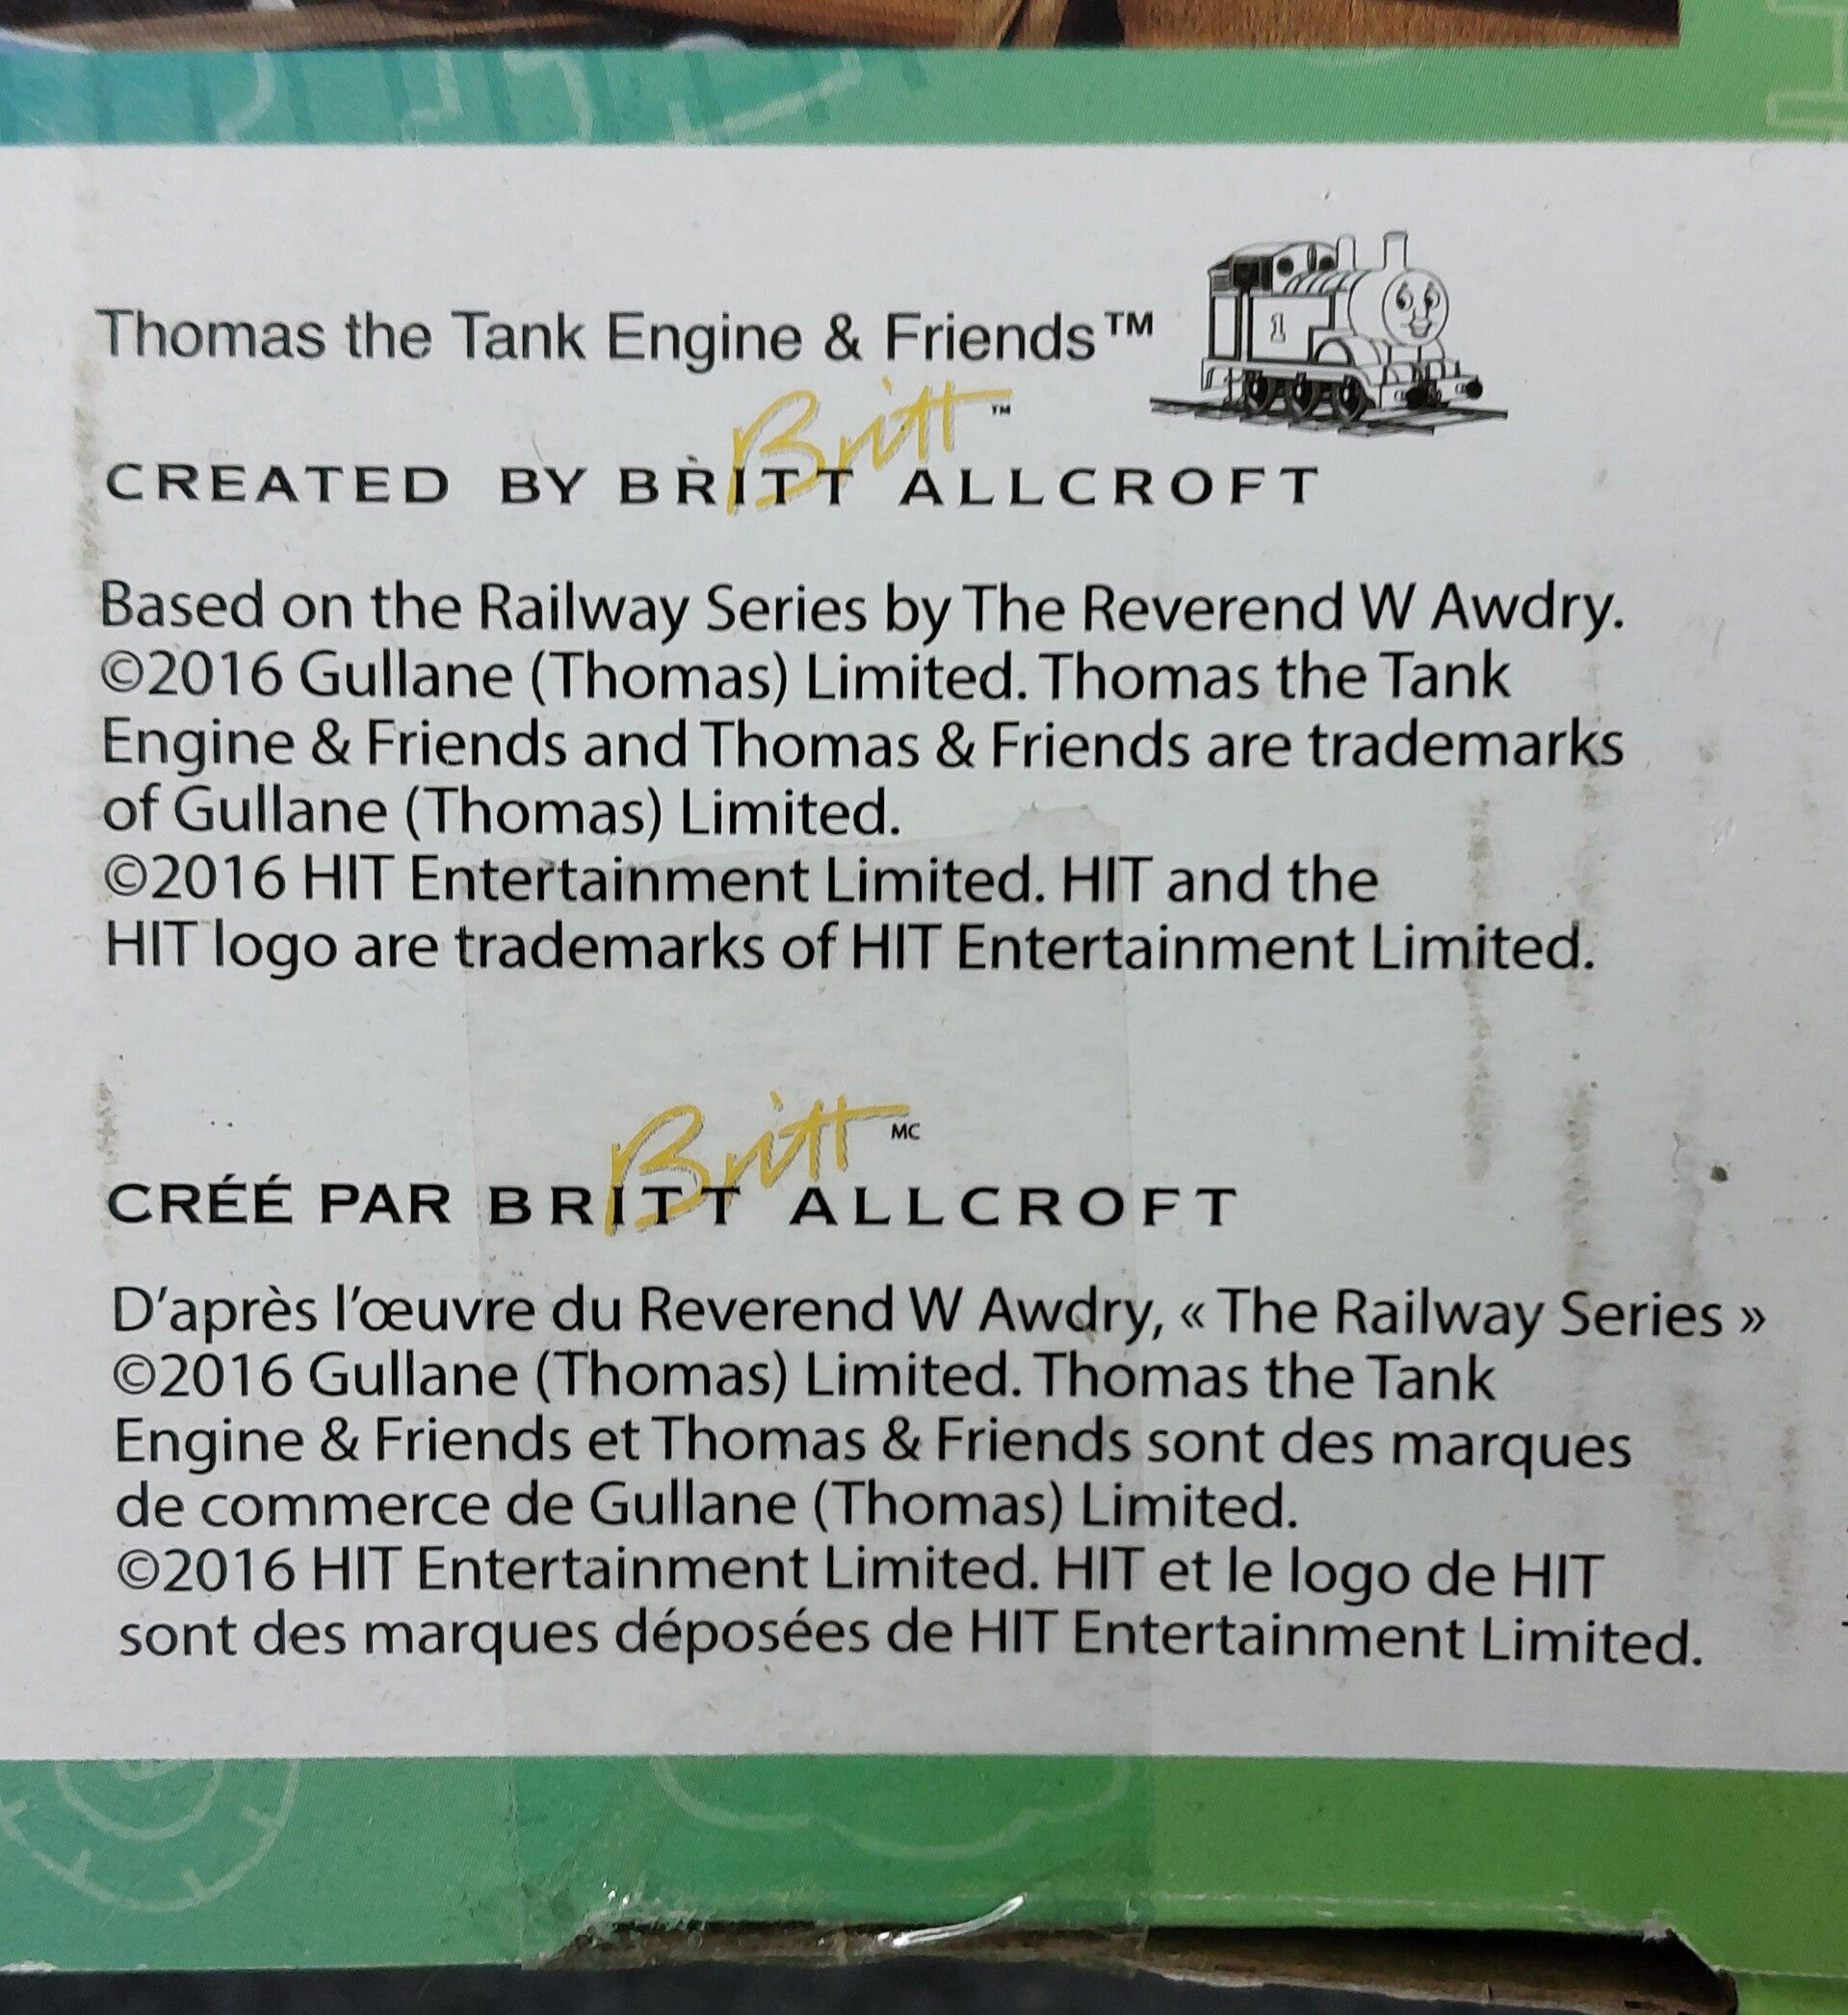 Thomas the Tank Engine & Friends™
Britt™
CREATED BY BRITT ALLCROFT
Based on the Railway Series by The Reverend W Awdry.
©2016 Gullane (Thomas) Limited. Thomas the Tank
Engine & Friends and Thomas & Friends are trademarks
of Gullane (Thomas) Limited.
©2016 HIT Entertainment Limited. HIT and the
HIT logo are trademarks of HIT Entertainment Limited.
Britt MC
CRÉÉ PAR BRITT ALLCROFT
D'après l'œuvre du Reverend W Awdry, « The Railway Series »
©2016 Gullane (Thomas) Limited. Thomas the Tank
Engine & Friends et Thomas & Friends sont des marques
de commerce de Gullane (Thomas) Limited.
©2016 HIT Entertainment Limited. HIT et le logo de HIT
sont des marques déposées de HIT Entertainment Limited.
1